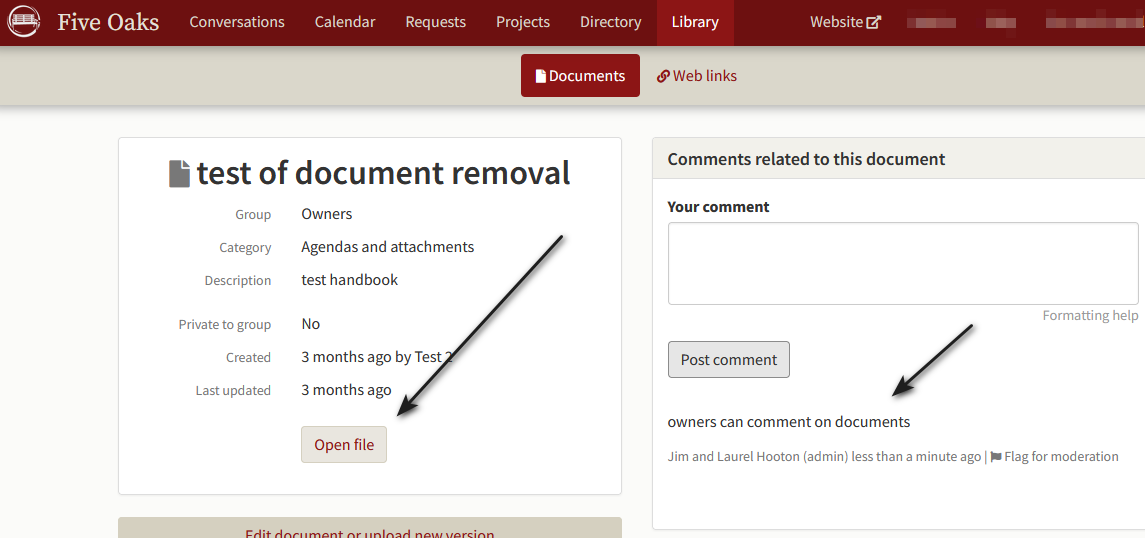 Five Oaks Conversations Calendar Requests Projects Directory Library Website
Documents Web links
test of document removal
Group Owners
Category Agendas and attachments
Description test handbook
Private to group No
Created 3 months ago by Test 2
Last updated 3 months ago
Open file
Edit document or upload new version
Comments related to this document
Your comment
Formatting help
Post comment
owners can comment on documents
Jim and Laurel Hooton (admin) less than a minute ago | Flag for moderation